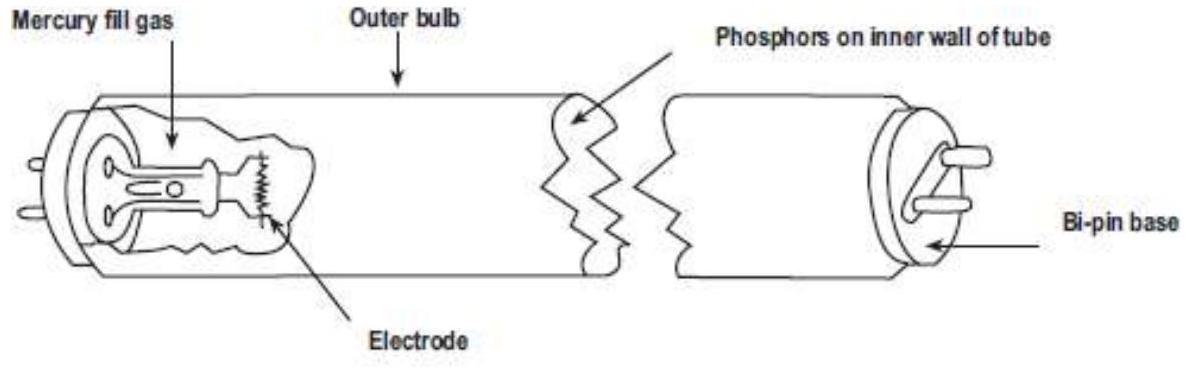 Mercury fill gas
Outer bulb
Phosphors on inner wall of tube
Bi-pin base
Electrode